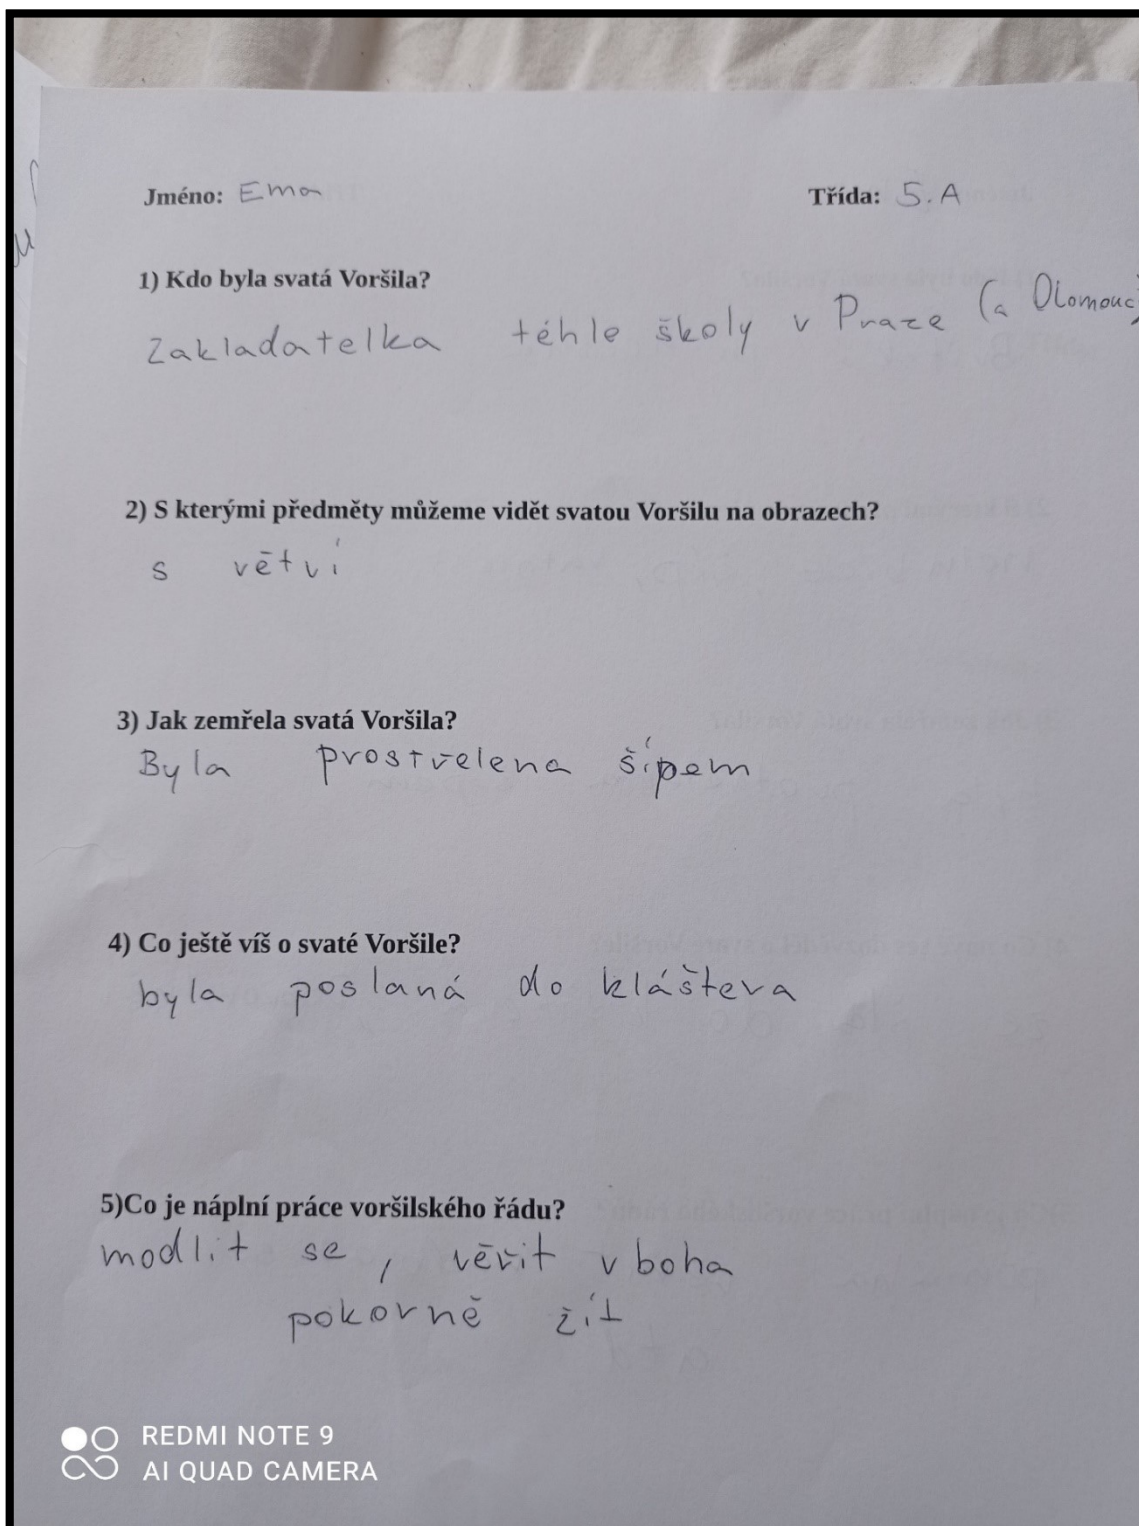 Jméno: Ema Třída: 5.A
1) Kdo byla svatá Voršila?
Zakladatelka téhle školy v Praze (a Olomouc)
2) S kterými předměty můžeme vidět svatou Voršilu na obrazech?
s větví
3) Jak zemřela svatá Voršila?
Byla prostřelena šípem
4) Co ještě víš o svaté Voršile?
byla poslaná do kláštera
5)Co je náplní práce voršilského řádu?
modlit se, věřit v boha
pokorně žít
REDMI NOTE 9
AI QUAD CAMERA